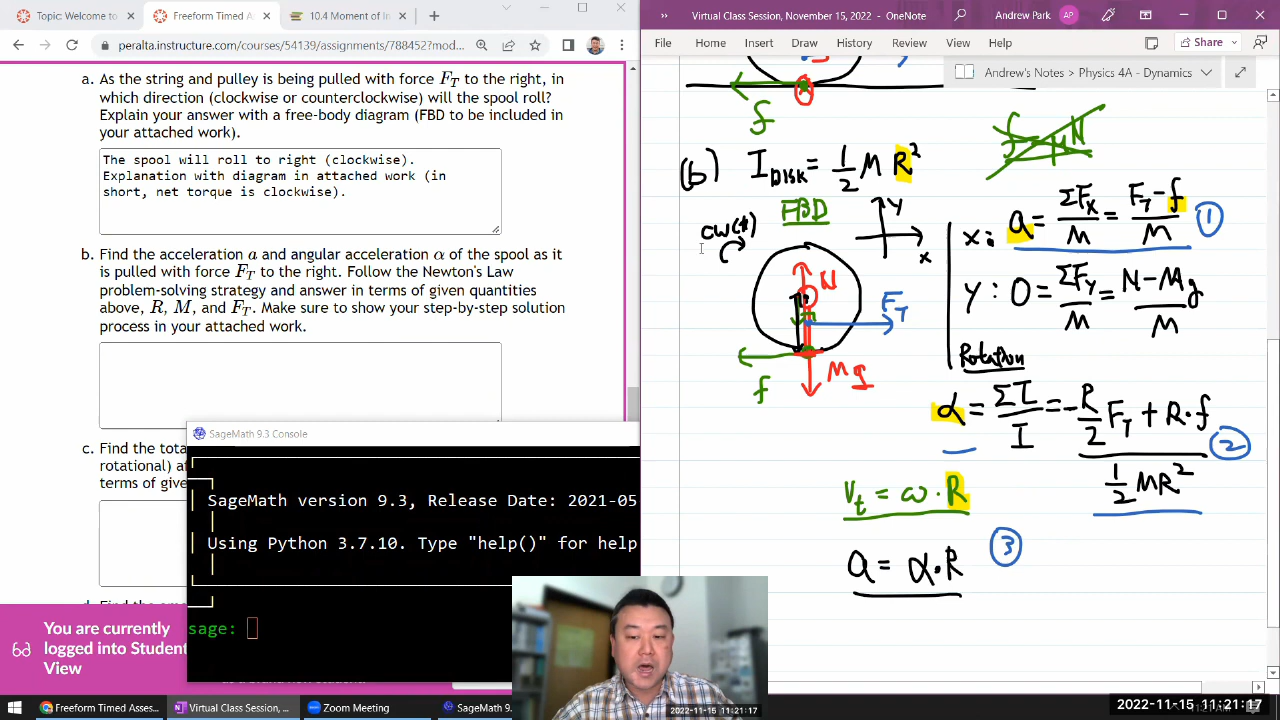 Topic: Welcome to
Freeform Timed Ar
10.4 Moment of In
peralta.instructure.com/courses/54139/assignments/788452?mod...
a. As the string and pulley is being pulled with force F_T to the right, in
which direction (clockwise or counterclockwise) will the spool roll?
Explain your answer with a free-body diagram (FBD to be included in
your attached work).
The spool will roll to right (clockwise).
Explanation with diagram in attached work (in
short, net torque is clockwise).
b. Find the acceleration a and angular acceleration α of the spool as it
is pulled with force F_T to the right. Follow the Newton's Law
problem-solving strategy and answer in terms of given quantities
above, R, M, and F_T. Make sure to show your step-by-step solution
process in your attached work.
c. Find the tota
rotational) a
terms of give
You are currently
logged into Student
View
SageMath 9.3 Console
SageMath version 9.3, Release Date: 2021-05
Using Python 3.7.10. Type "help()" for help
sage:
Virtual Class Session, November 15, 2022 - OneNote
Andrew Park AP
File Home Insert Draw View Help Share
Andrew's Notes » Physics 4A - Dynamics
f
f = μN
(b) I_DISK = 1/2 M R²
FBD
CW(+)
Y
x
N
F_T
f
Mg
x: a = ΣF_x/M = (F_T - f)/M ①
y: 0 = ΣF_y/M = (N - Mg)/M
Rotation
α = Στ/I = (-R/2 F_T + R·f)/(1/2 MR²) ②
V_t = ω·R
a = α·R ③
2022-11-15 11:21:17
Freeform Timed Asses...
Virtual Class Session, ...
Zoom Meeting
SageMath 9.3 C
2022-11-15 11:21:17